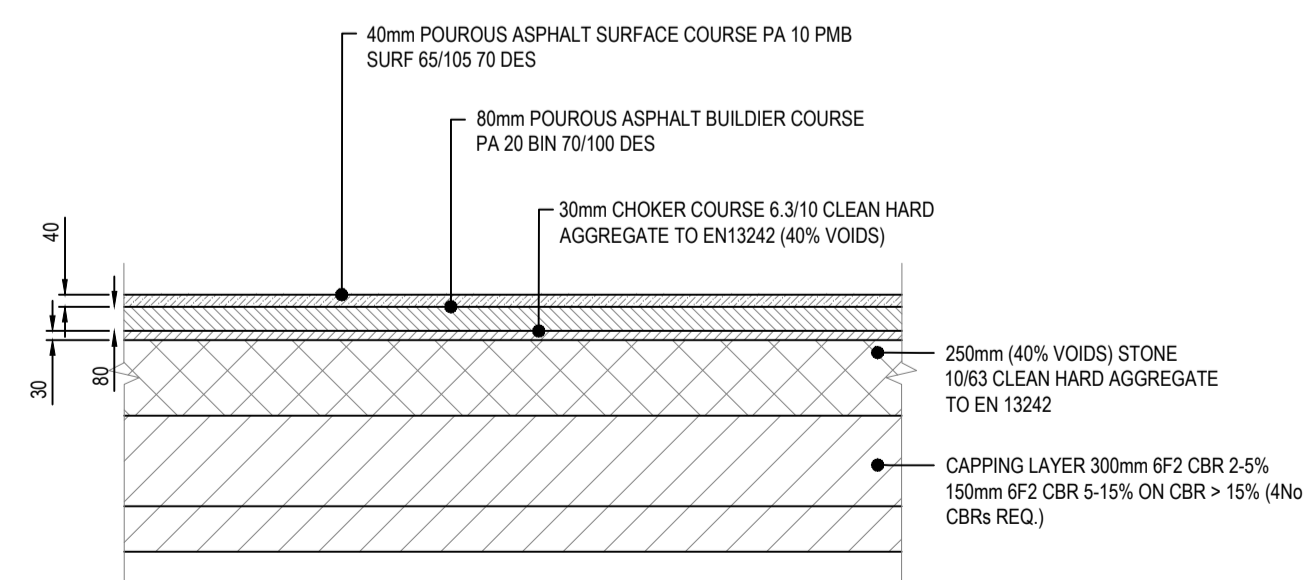 40mm POUROUS ASPHALT SURFACE COURSE PA 10 PMB
SURF 65/105 70 DES
80mm POUROUS ASPHALT BUILDIER COURSE
PA 20 BIN 70/100 DES
30mm CHOKER COURSE 6.3/10 CLEAN HARD
AGGREGATE TO EN13242 (40% VOIDS)
40
30
80
250mm (40% VOIDS) STONE
10/63 CLEAN HARD AGGREGATE
TO EN 13242
CAPPING LAYER 300mm 6F2 CBR 2-5%
150mm 6F2 CBR 5-15% ON CBR > 15% (4No
CBRs REQ.)